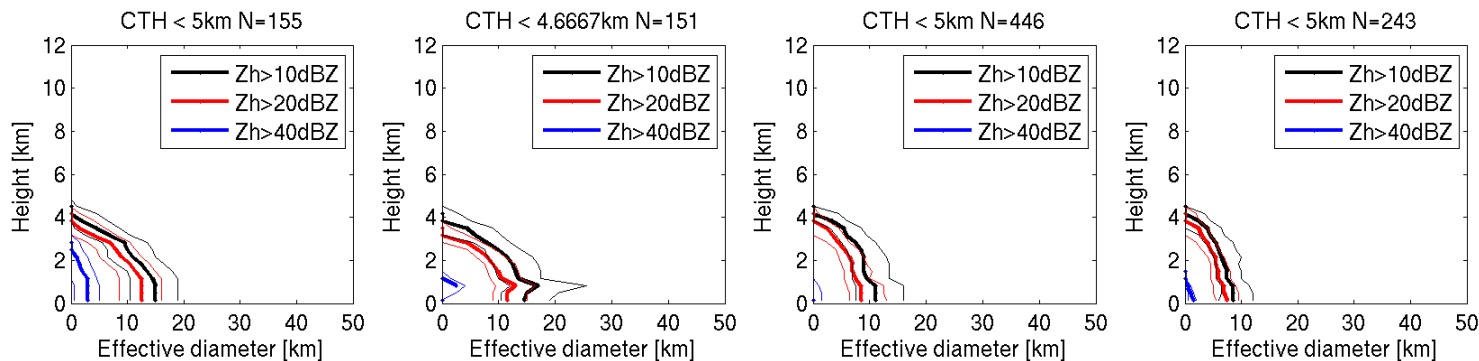 CTH < 5km N=155
12
10
8
6
4
2
0
Height [km]
Zh>10dBZ
Zh>20dBZ
Zh>40dBZ
0 10 20 30 40 50
Effective diameter [km]
CTH < 4.6667km N=151
12
10
8
6
4
2
0
Height [km]
Zh>10dBZ
Zh>20dBZ
Zh>40dBZ
0 10 20 30 40 50
Effective diameter [km]
CTH < 5km N=446
12
10
8
6
4
2
0
Height [km]
Zh>10dBZ
Zh>20dBZ
Zh>40dBZ
0 10 20 30 40 50
Effective diameter [km]
CTH < 5km N=243
12
10
8
6
4
2
0
Height [km]
Zh>10dBZ
Zh>20dBZ
Zh>40dBZ
0 10 20 30 40 50
Effective diameter [km]